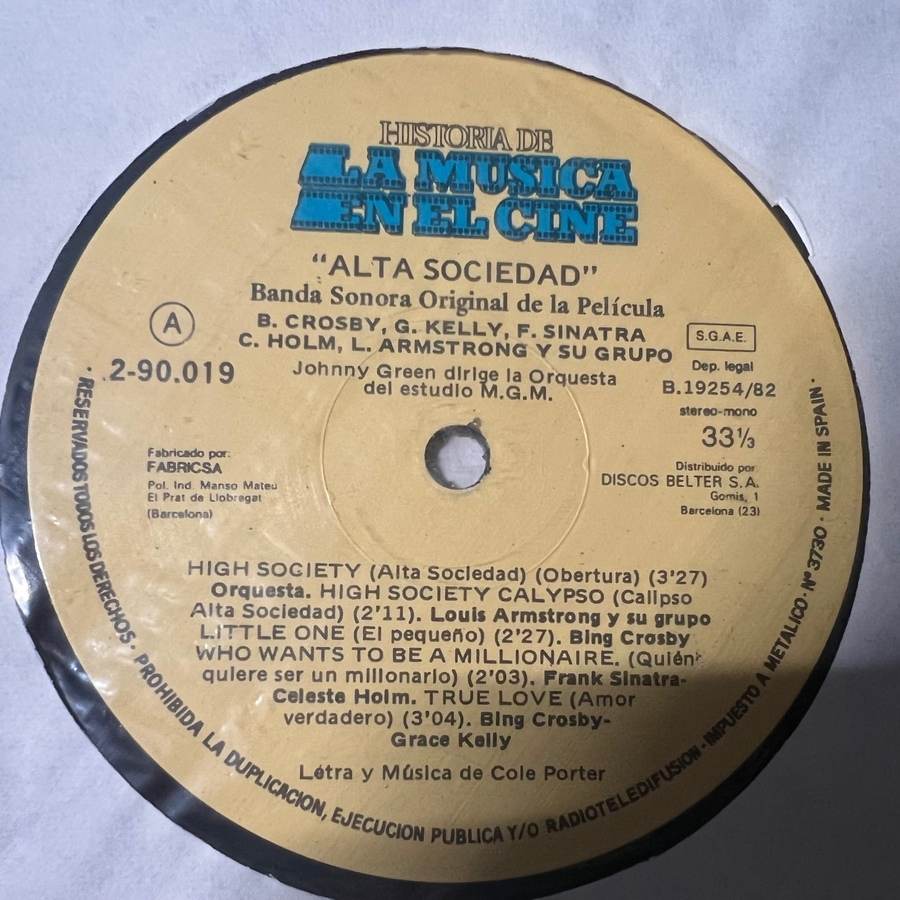 HISTORIA DE
LA MUSICA
EN EL CINE
"ALTA SOCIEDAD"
Banda Sonora Original de la Película
B. CROSBY, G. KELLY, F. SINATRA
C. HOLM, L. ARMSTRONG Y SU GRUPO
Johnny Green dirige la Orquesta
del estudio M.G.M.
A
2-90.019
S.G.A.E.
Dep. legal
B.19254/82
stereo-mono
33⅓
Fabricado por:
FABRICSA
Pol. Ind. Manso Mateu
El Prat de Llobregat
(Barcelona)
Distribuido por
DISCOS BELTER S.A.
Gomis, 1
Barcelona (23)
HIGH SOCIETY (Alta Sociedad) (Obertura) (3'27)
Orquesta. HIGH SOCIETY CALYPSO (Calipso
Alta Sociedad) (2'11). Louis Armstrong y su grupo
LITTLE ONE (El pequeño) (2'27). Bing Crosby
WHO WANTS TO BE A MILLIONAIRE. (Quién
quiere ser un millonario) (2'03). Frank Sinatra-
Celeste Holm. TRUE LOVE (Amor
verdadero) (3'04). Bing Crosby-
Grace Kelly
Létra y Música de Cole Porter
· RESERVADOS TODOS LOS DERECHOS · PROHIBIDA LA DUPLICACION, EJECUCION PUBLICA Y/O RADIOTELEDIFUSION · IMPUESTO A METALICO · Nº 3730 · MADE IN SPAIN ·